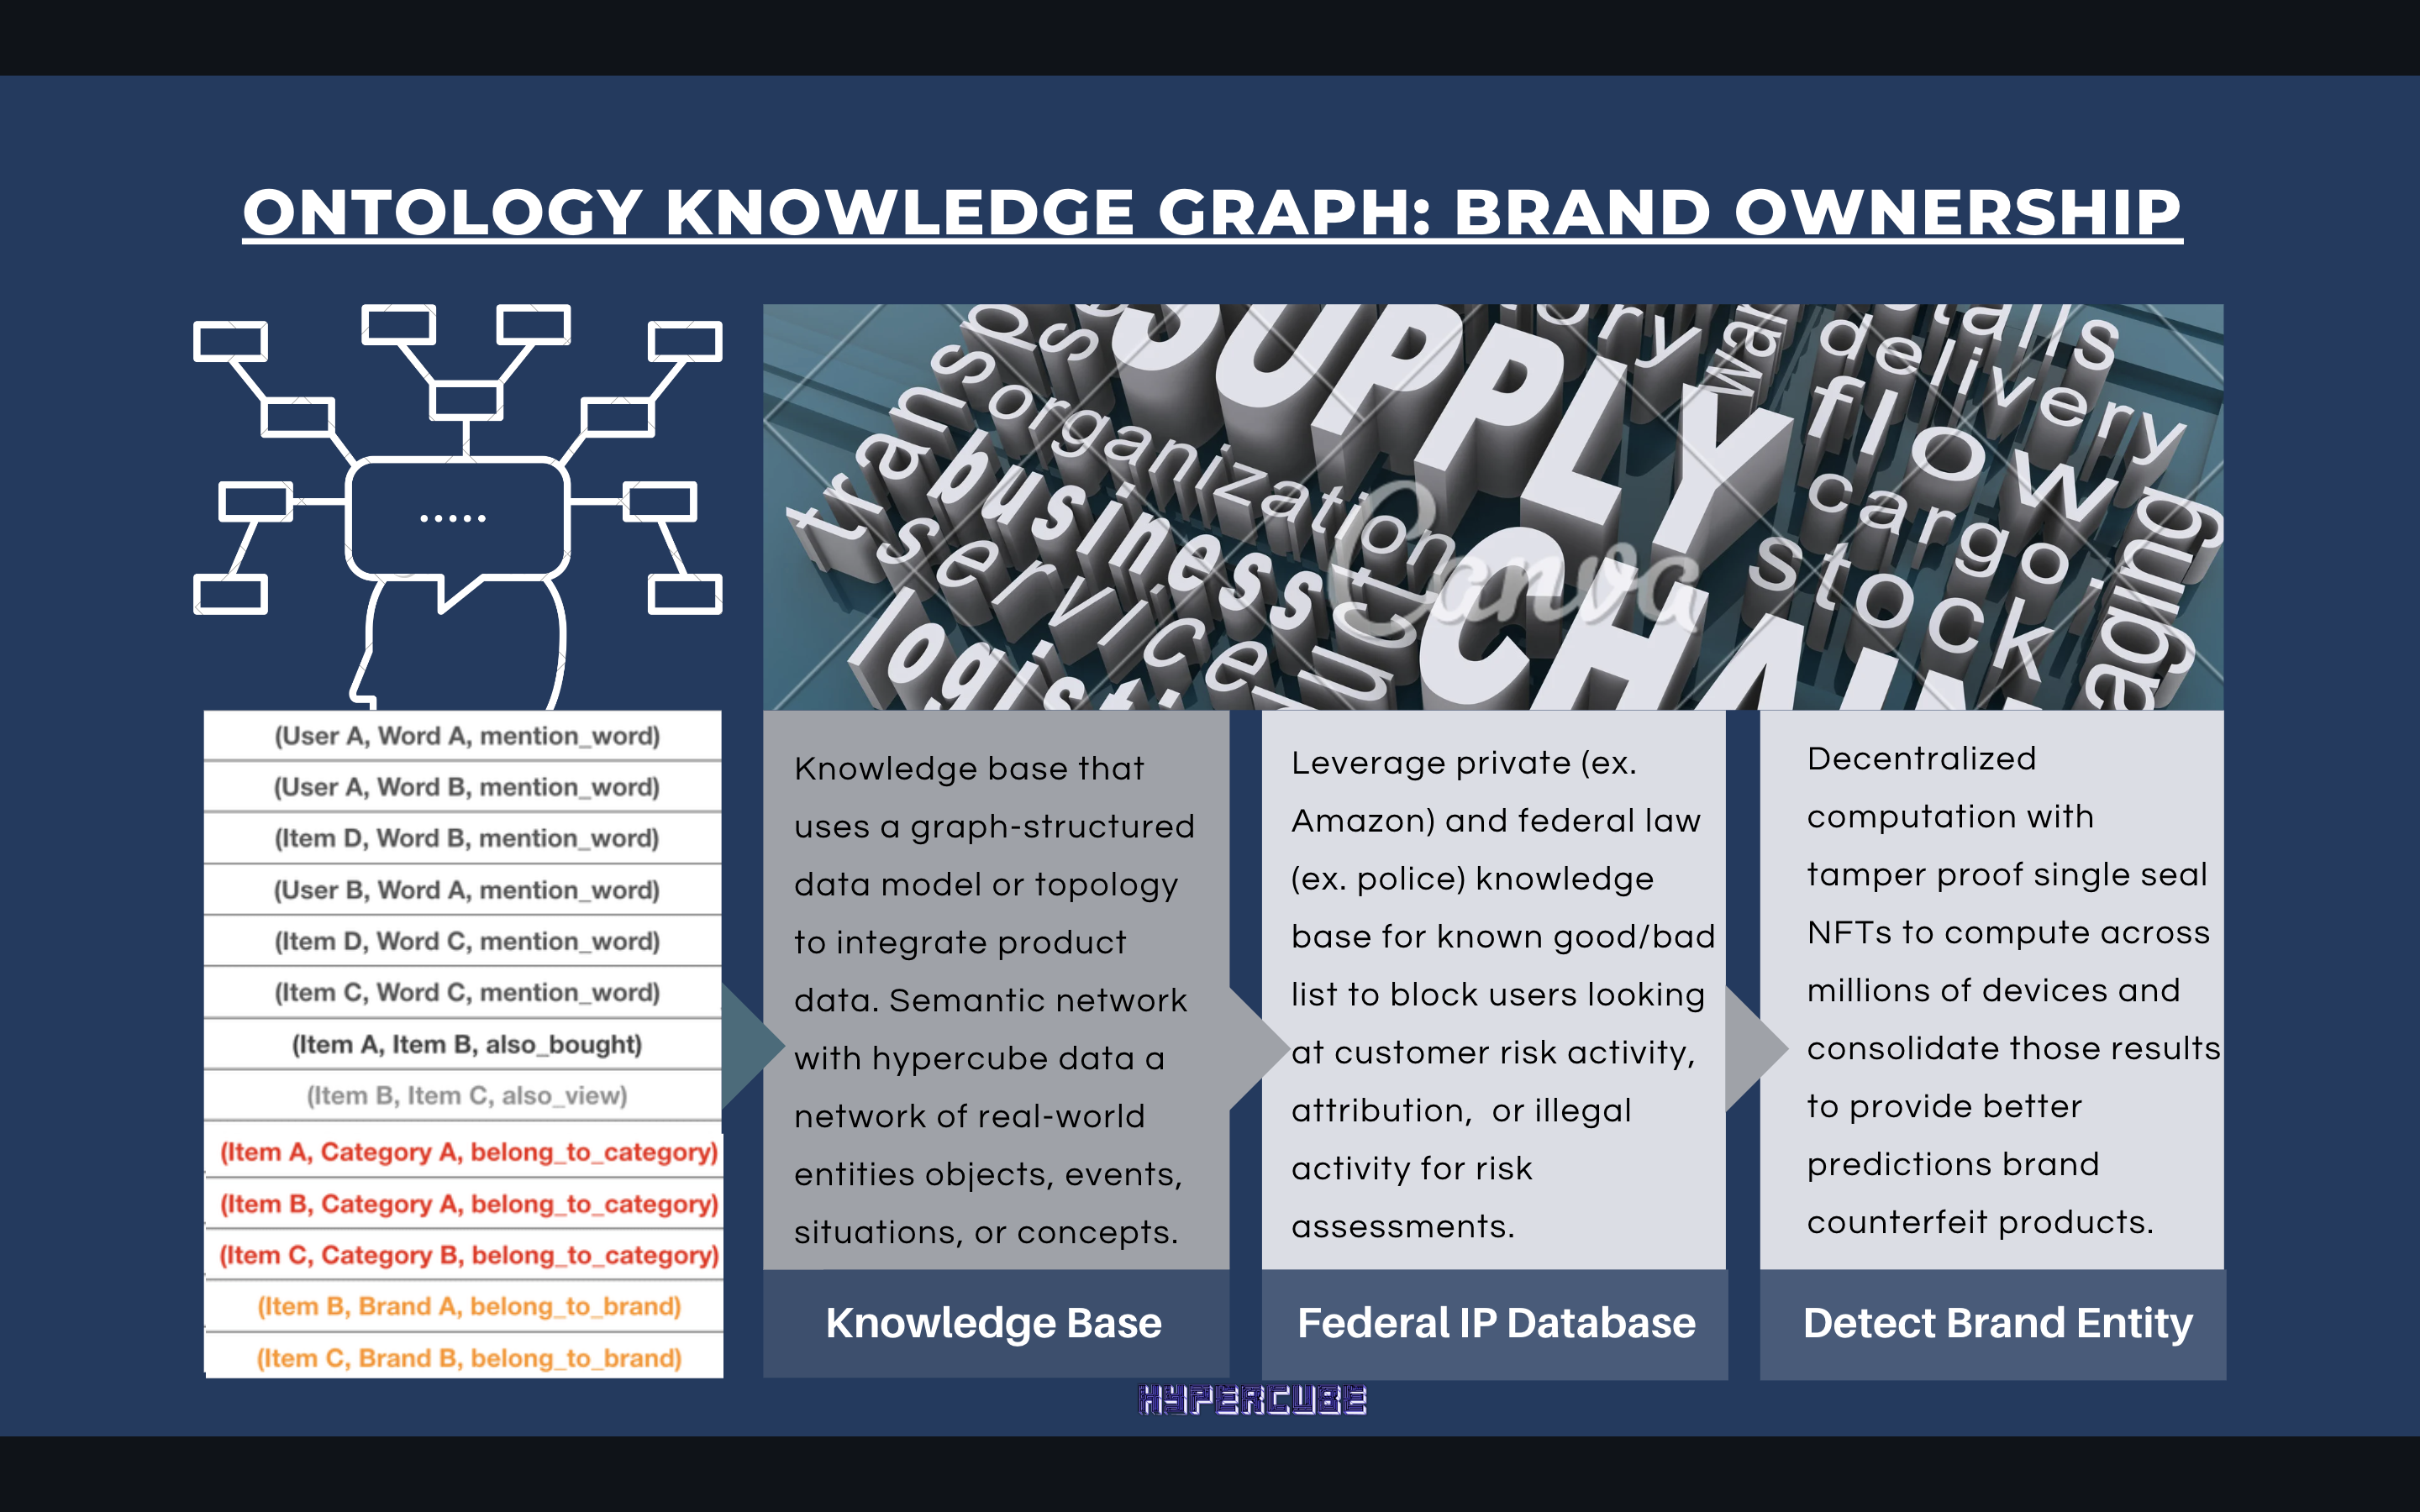 ONTOLOGY KNOWLEDGE GRAPH: BRAND OWNERSHIP
SUPPLY
CHAIN
organization
business
service
delivery
flow
cargo
stock
Canva
(User A, Word A, mention_word)
(User A, Word B, mention_word)
(Item D, Word B, mention_word)
(User B, Word A, mention_word)
(Item D, Word C, mention_word)
(Item C, Word C, mention_word)
(Item A, Item B, also_bought)
(Item B, Item C, also_view)
(Item A, Category A, belong_to_category)
(Item B, Category A, belong_to_category)
(Item C, Category B, belong_to_category)
(Item B, Brand A, belong_to_brand)
(Item C, Brand B, belong_to_brand)
Knowledge base that
uses a graph-structured
data model or topology
to integrate product
data. Semantic network
with hypercube data a
network of real-world
entities objects, events,
situations, or concepts.
Knowledge Base
Leverage private (ex.
Amazon) and federal law
(ex. police) knowledge
base for known good/bad
list to block users looking
at customer risk activity,
attribution,  or illegal
activity for risk
assessments.
Federal IP Database
Decentralized
computation with
tamper proof single seal
NFTs to compute across
millions of devices and
consolidate those results
to provide better
predictions brand
counterfeit products.
Detect Brand Entity
HYPERCUBE